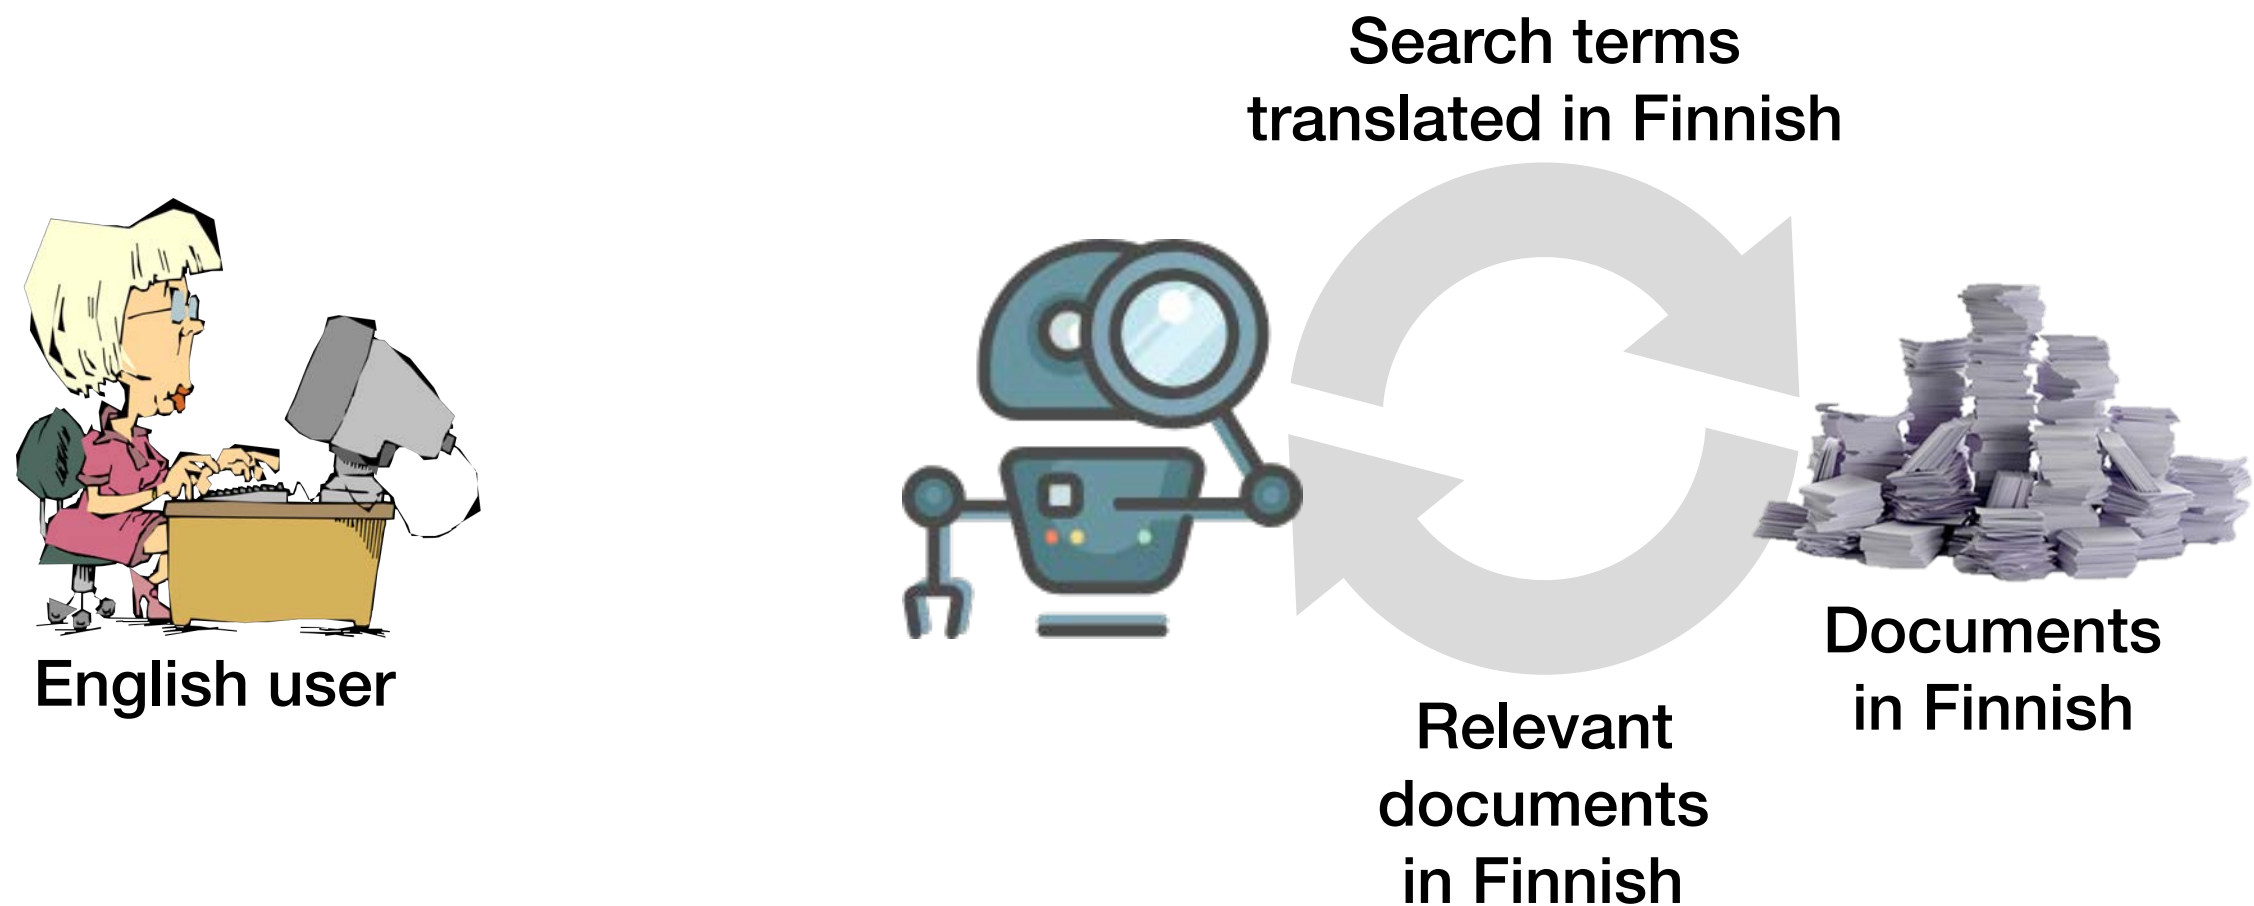 Search terms
translated in Finnish
English user
Documents
in Finnish
Relevant
documents
in Finnish